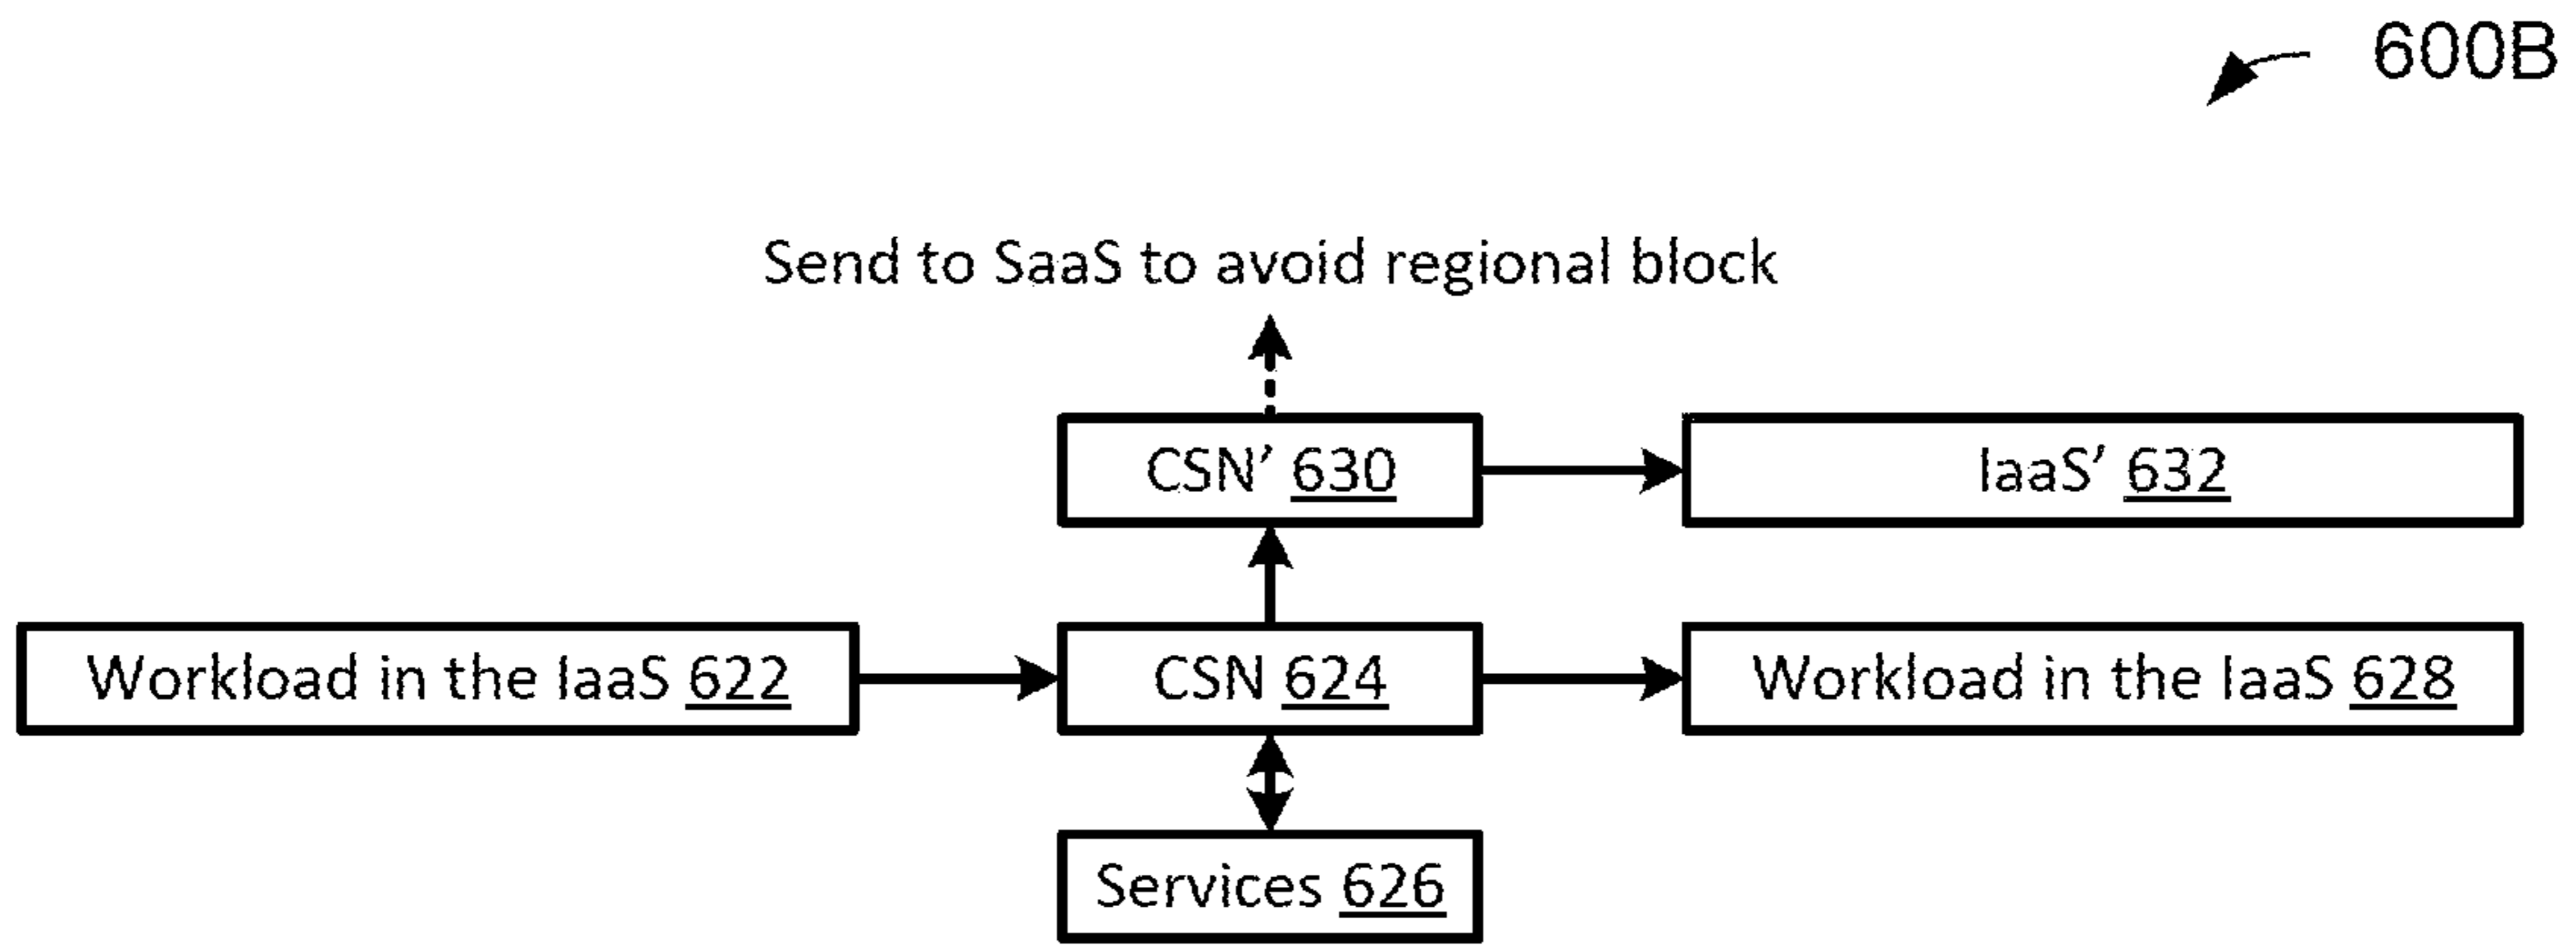 600B
Send to SaaS to avoid regional block
CSN’ 630
IaaS’ 632
Workload in the IaaS 622
CSN 624
Workload in the IaaS 628
Services 626